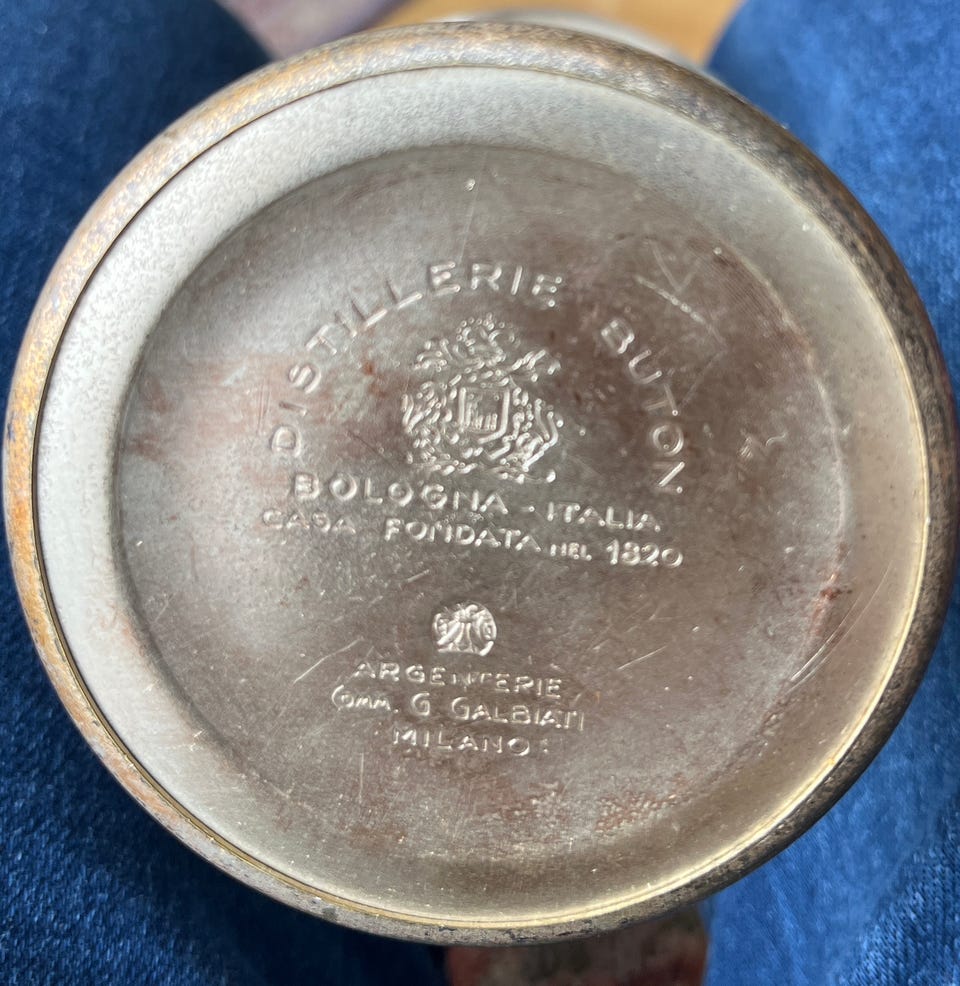 DISTILLERIE BUTON
BOLOGNA - ITALIA
CASA FONDATA NEL 1820
ARGENTERIE
COMM. G GALBIATI
MILANO